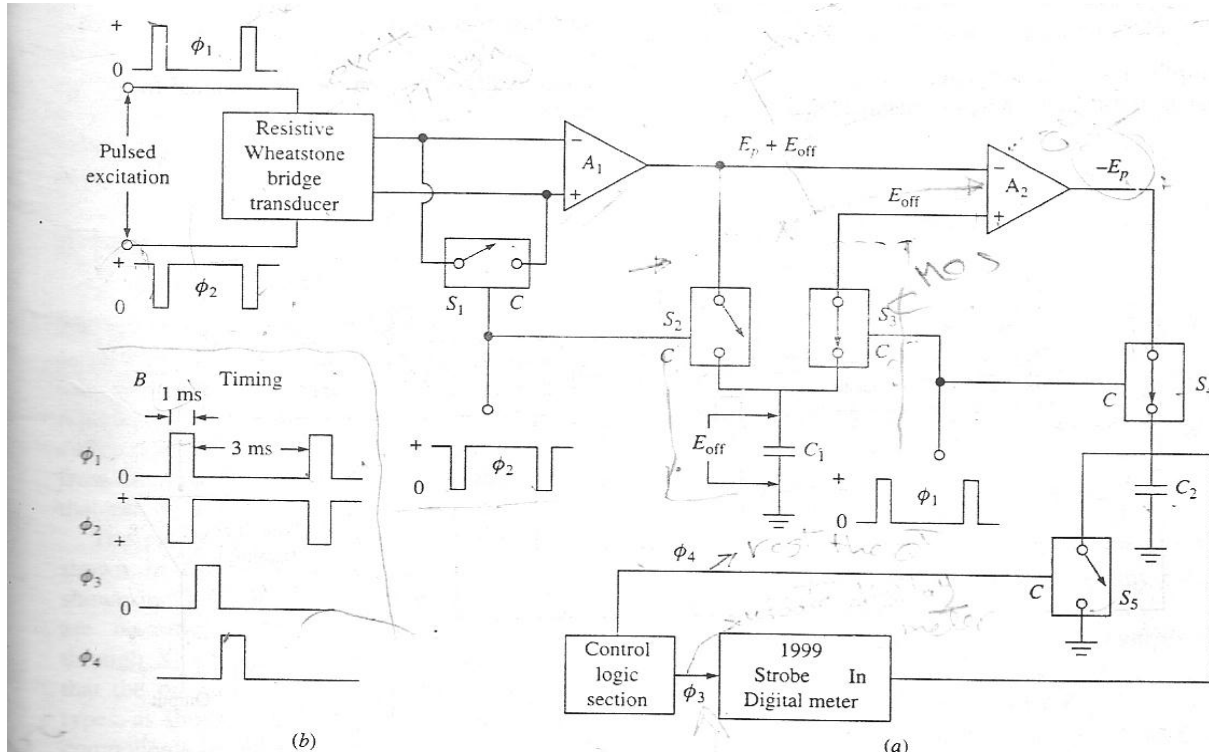 +
0
ϕ1
Pulsed
excitation
Resistive
Wheatstone
bridge
transducer
−
+
A1
Ep + Eoff
−
+
A2
−Ep
Eoff
+
0
ϕ2
S1
C
S2
C
S3
C
MOS
C
B
Timing
1 ms
3 ms
ϕ1
0
+
ϕ2
+
ϕ3
0
ϕ4
+
0
ϕ2
Eoff
C1
+
0
ϕ1
C2
ϕ4
C
S5
meter
Control
logic
section
ϕ3
1999
Strobe In
Digital meter
(b)
(a)